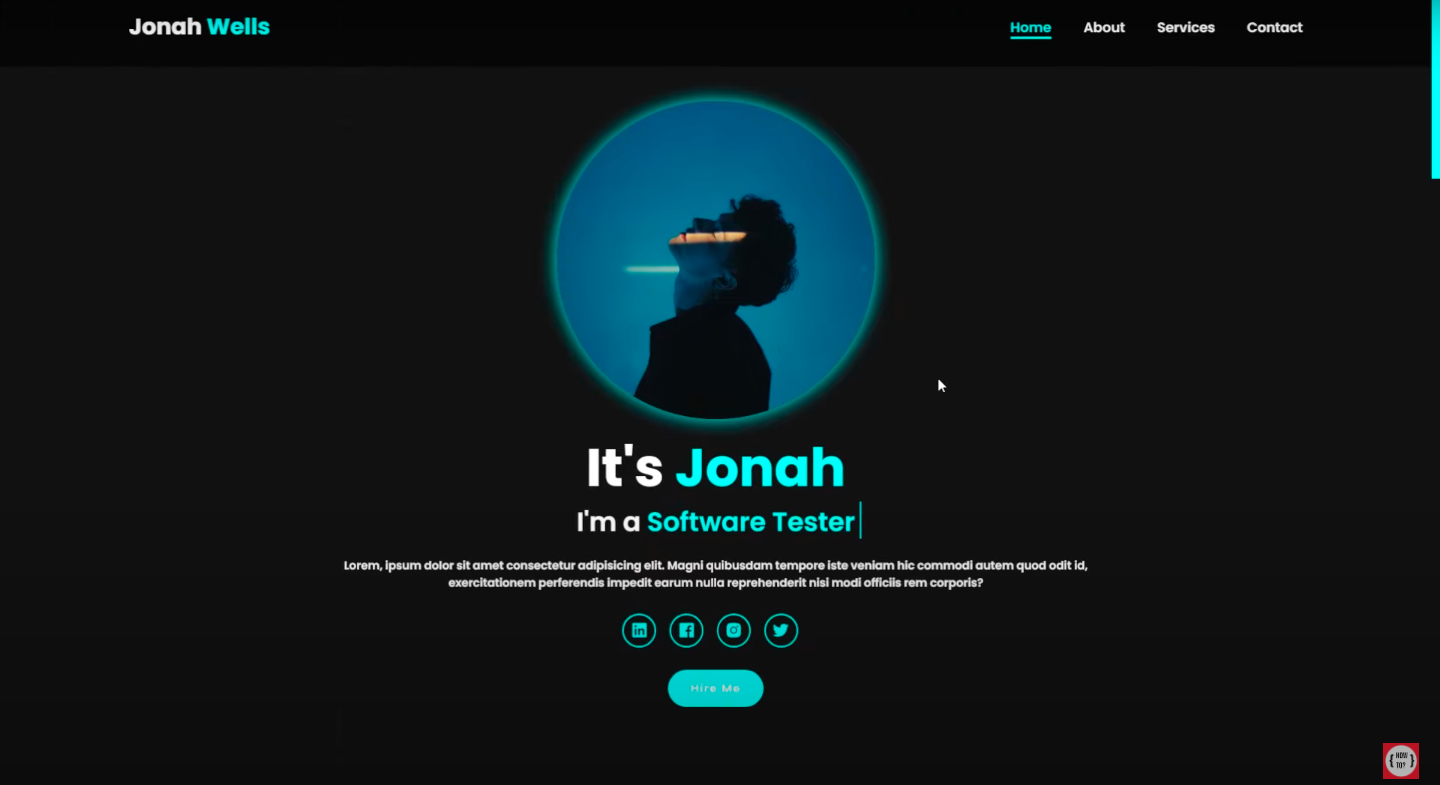 Jonah Wells
Home About Services Contact
It's Jonah
I'm a Software Tester
Lorem, ipsum dolor sit amet consectetur adipisicing elit. Magni quibusdam tempore iste veniam hic commodi autem quod odit id,
exercitationem perferendis impedit earum nulla reprehenderit nisi modi officiis rem corporis?
in
Hire Me
{ HOW
TO? }